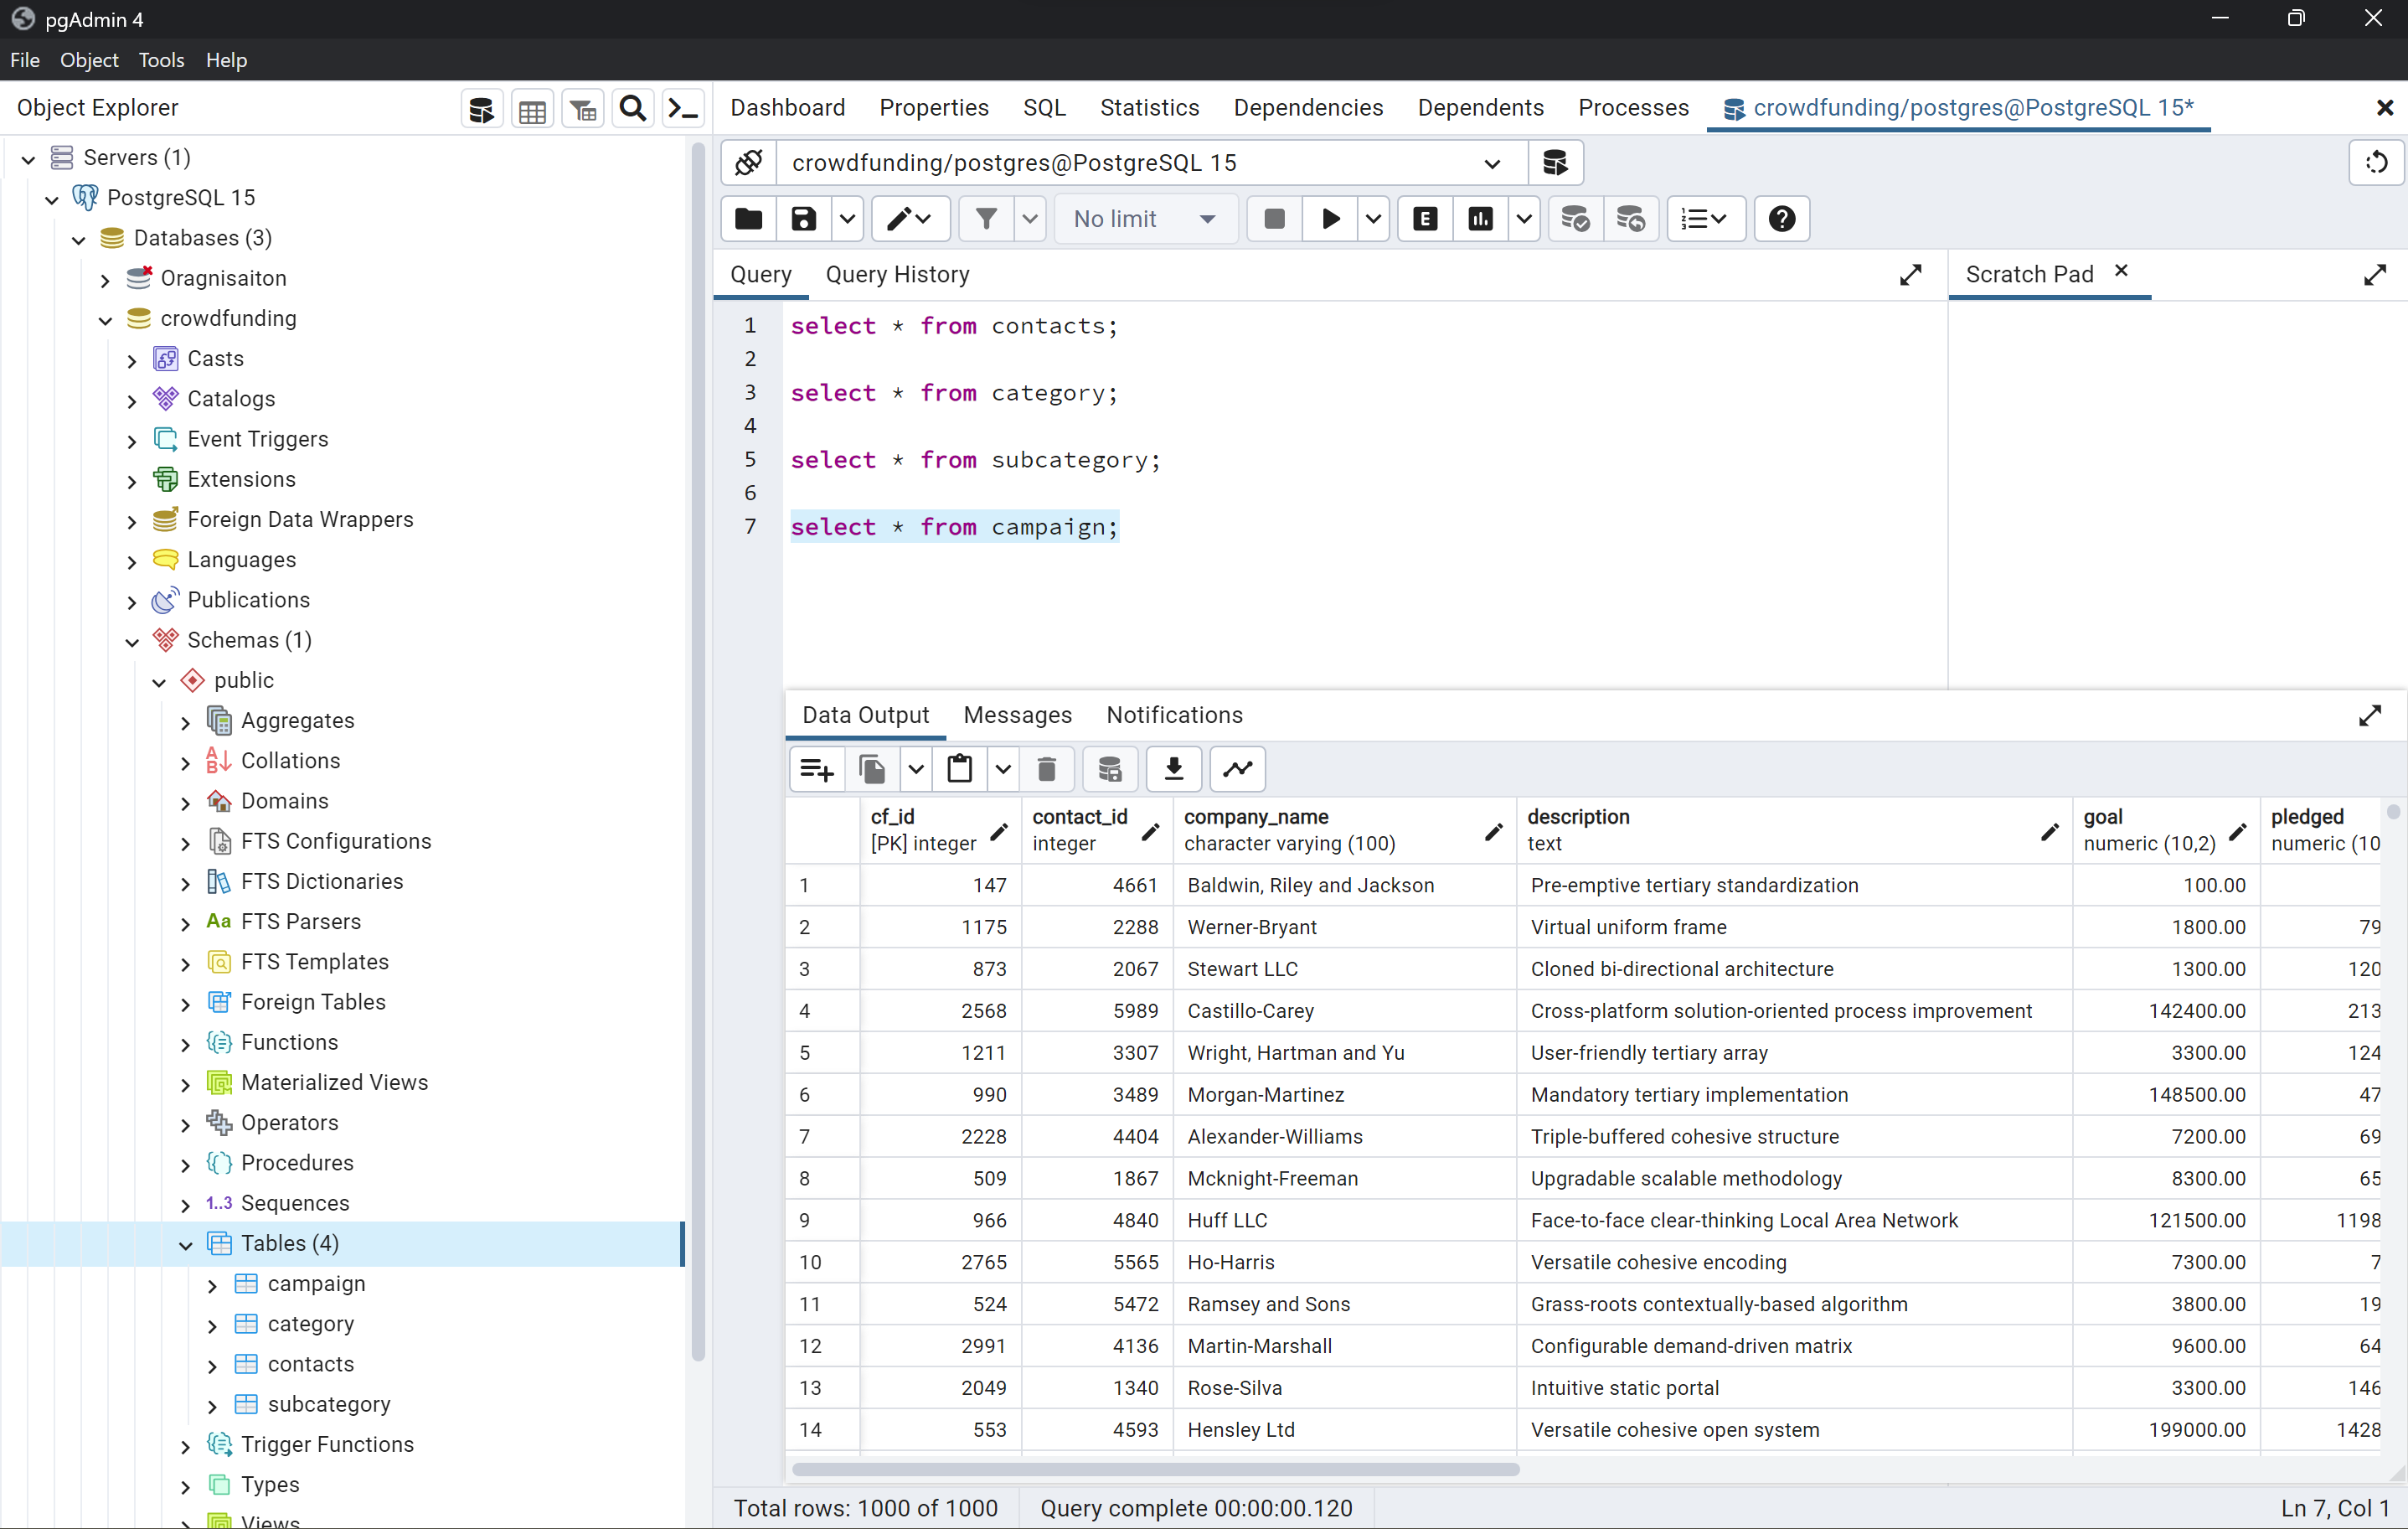 pgAdmin 4
File Object Tools Help
Object Explorer
Servers (1)
PostgreSQL 15
Databases (3)
Oragnisaiton
crowdfunding
Casts
Catalogs
Event Triggers
Extensions
Foreign Data Wrappers
Languages
Publications
Schemas (1)
public
Aggregates
Collations
Domains
FTS Configurations
FTS Dictionaries
Aa FTS Parsers
FTS Templates
Foreign Tables
Functions
Materialized Views
Operators
Procedures
1..3 Sequences
Tables (4)
campaign
category
contacts
subcategory
Trigger Functions
Types
Views
Dashboard Properties SQL Statistics Dependencies Dependents Processes crowdfunding/postgres@PostgreSQL 15*
crowdfunding/postgres@PostgreSQL 15
No limit E
Query Query History
Scratch Pad
1 select * from contacts;
2
3 select * from category;
4
5 select * from subcategory;
6
7 select * from campaign;
Data Output Messages Notifications
cf_id contact_id company_name description goal pledged
[PK] integer integer character varying (100) text numeric (10,2) numeric (10
1 147 4661 Baldwin, Riley and Jackson Pre-emptive tertiary standardization 100.00
2 1175 2288 Werner-Bryant Virtual uniform frame 1800.00 79
3 873 2067 Stewart LLC Cloned bi-directional architecture 1300.00 120
4 2568 5989 Castillo-Carey Cross-platform solution-oriented process improvement 142400.00 213
5 1211 3307 Wright, Hartman and Yu User-friendly tertiary array 3300.00 124
6 990 3489 Morgan-Martinez Mandatory tertiary implementation 148500.00 47
7 2228 4404 Alexander-Williams Triple-buffered cohesive structure 7200.00 69
8 509 1867 Mcknight-Freeman Upgradable scalable methodology 8300.00 65
9 966 4840 Huff LLC Face-to-face clear-thinking Local Area Network 121500.00 1198
10 2765 5565 Ho-Harris Versatile cohesive encoding 7300.00 7
11 524 5472 Ramsey and Sons Grass-roots contextually-based algorithm 3800.00 19
12 2991 4136 Martin-Marshall Configurable demand-driven matrix 9600.00 64
13 2049 1340 Rose-Silva Intuitive static portal 3300.00 146
14 553 4593 Hensley Ltd Versatile cohesive open system 199000.00 1428
Total rows: 1000 of 1000 Query complete 00:00:00.120 Ln 7, Col 1